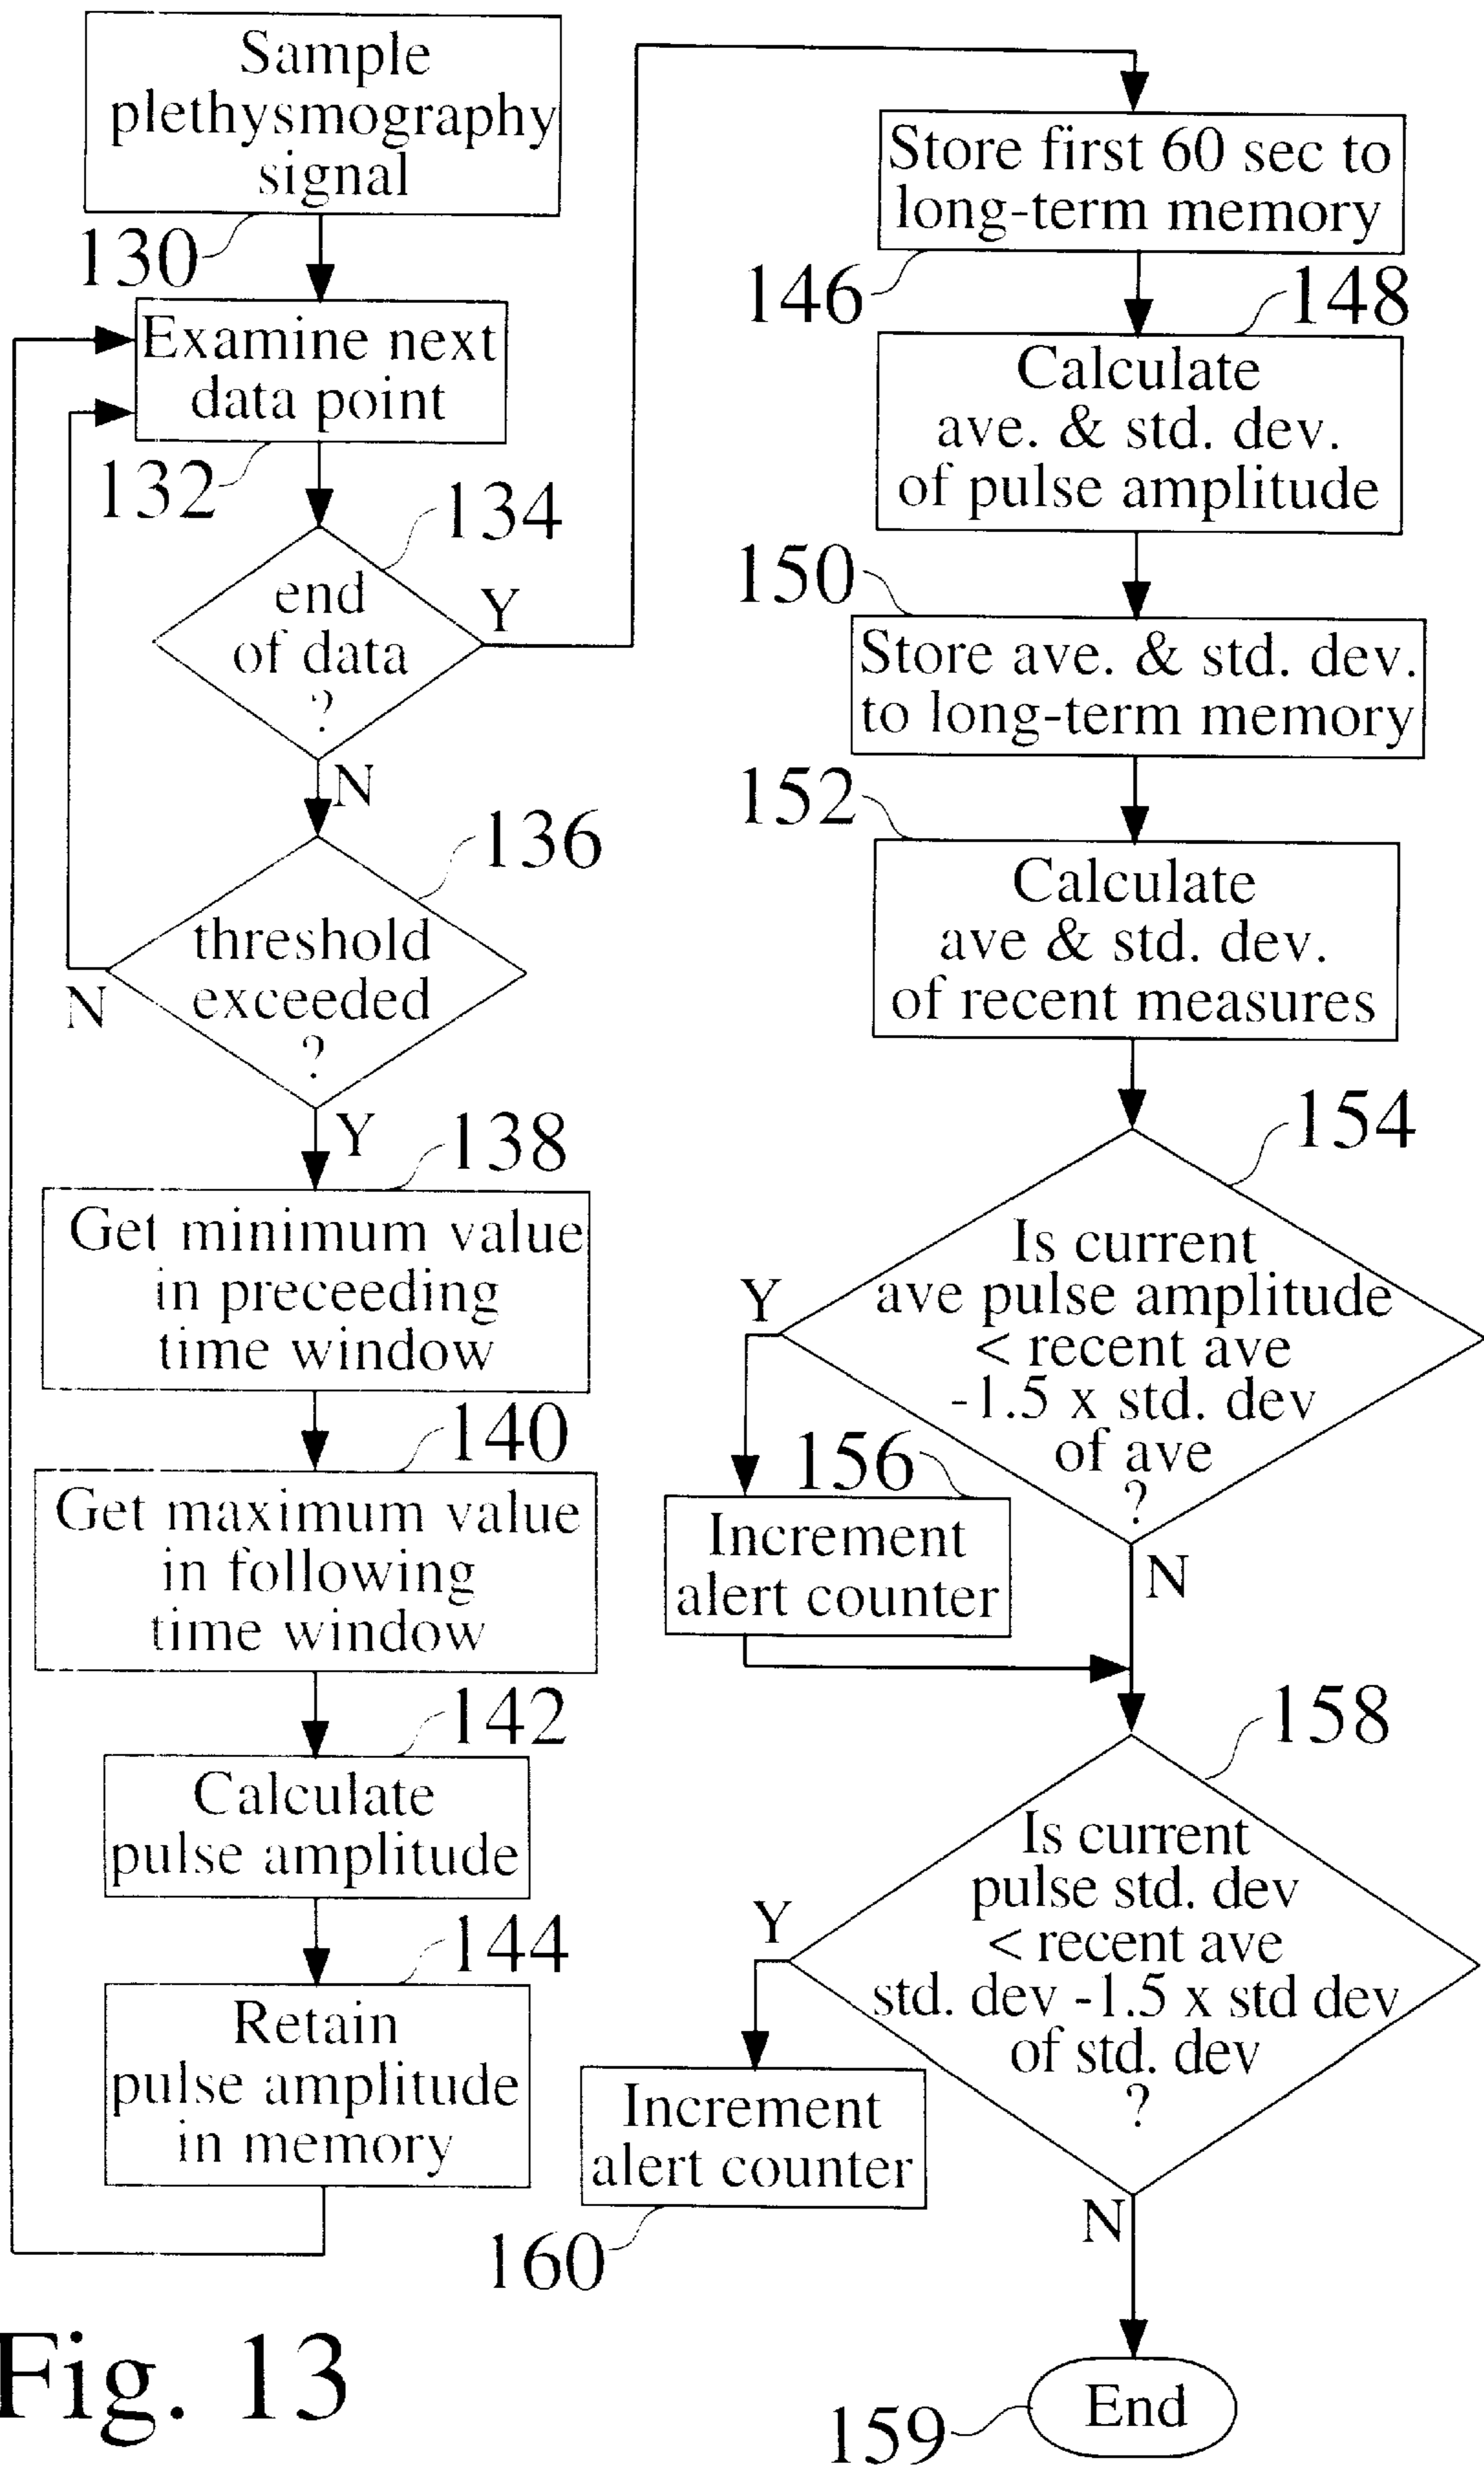 Sample
plethysmography
signal
130
Examine next
data point
132
134
end
of data
?
Y
N
136
threshold
exceeded
?
N
Y
138
Get minimum value
in preceeding
time window
140
Get maximum value
in following
time window
142
Calculate
pulse amplitude
144
Retain
pulse amplitude
in memory
Store first 60 sec to
long-term memory
146
148
Calculate
ave. & std. dev.
of pulse amplitude
150
Store ave. & std. dev.
to long-term memory
152
Calculate
ave & std. dev.
of recent measures
154
Is current
ave pulse amplitude
< recent ave
-1.5 x std. dev
of ave
?
Y
N
156
Increment
alert counter
158
Is current
pulse std. dev
< recent ave
std. dev -1.5 x std dev
of std. dev
?
Y
N
Increment
alert counter
160
End
159
Fig. 13